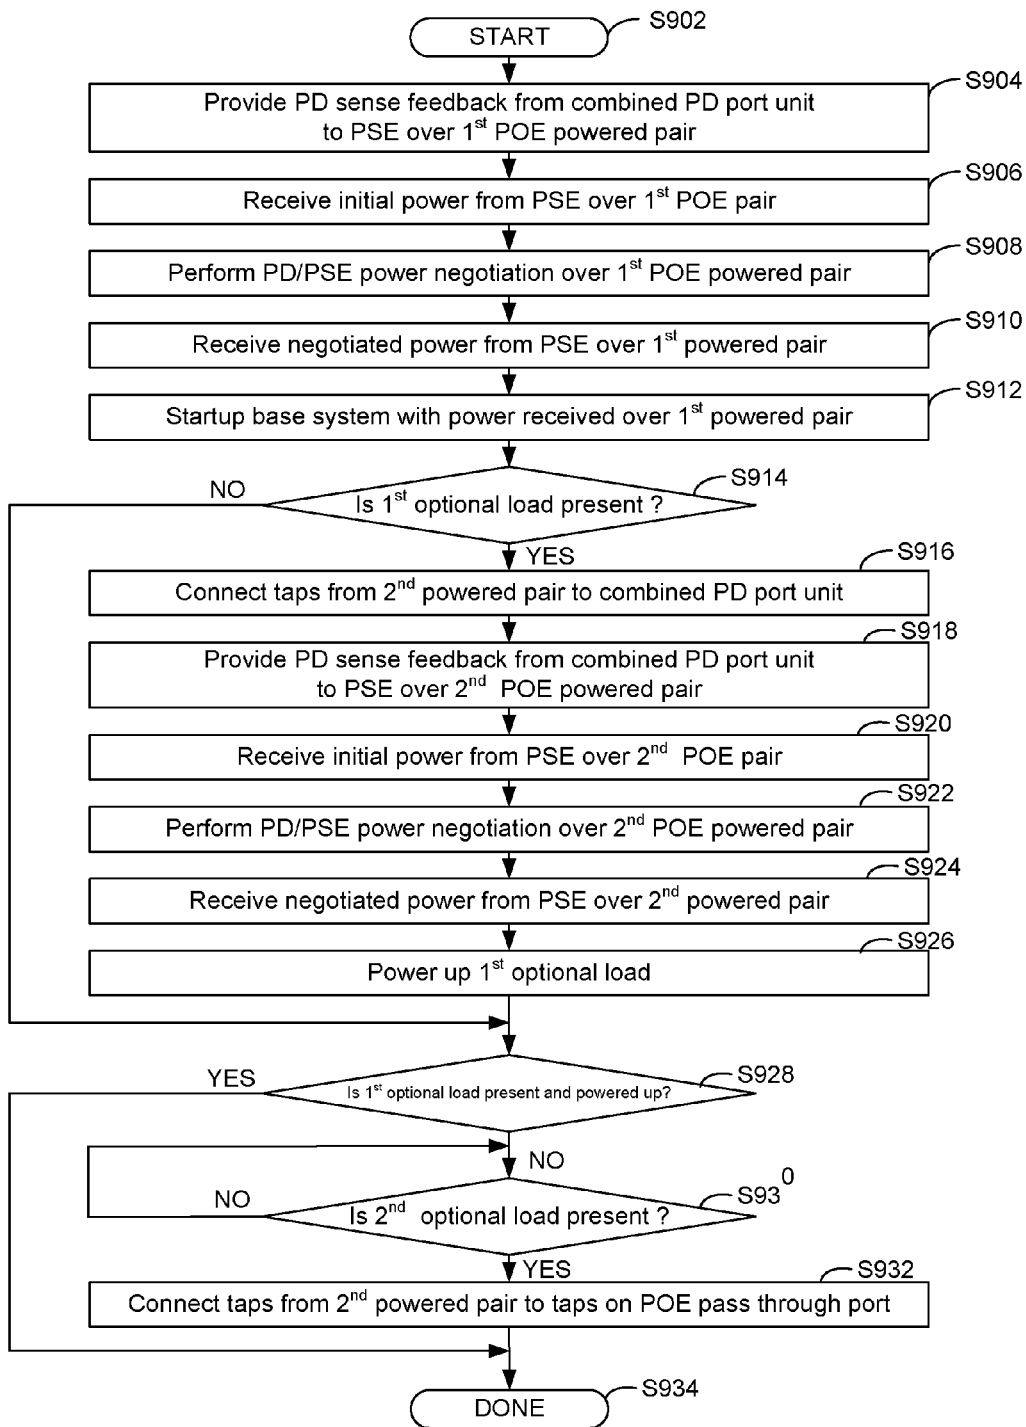 START
S902
Provide PD sense feedback from combined PD port unit
to PSE over 1st POE powered pair
S904
Receive initial power from PSE over 1st POE pair
S906
Perform PD/PSE power negotiation over 1st POE powered pair
S908
Receive negotiated power from PSE over 1st powered pair
S910
Startup base system with power received over 1st powered pair
S912
NO
Is 1st optional load present ?
S914
YES
Connect taps from 2nd powered pair to combined PD port unit
S916
Provide PD sense feedback from combined PD port unit
to PSE over 2nd POE powered pair
S918
Receive initial power from PSE over 2nd POE pair
S920
Perform PD/PSE power negotiation over 2nd POE powered pair
S922
Receive negotiated power from PSE over 2nd powered pair
S924
Power up 1st optional load
S926
YES
Is 1st optional load present and powered up?
S928
NO
NO
Is 2nd optional load present ?
S930
YES
Connect taps from 2nd powered pair to taps on POE pass through port
S932
DONE
S934